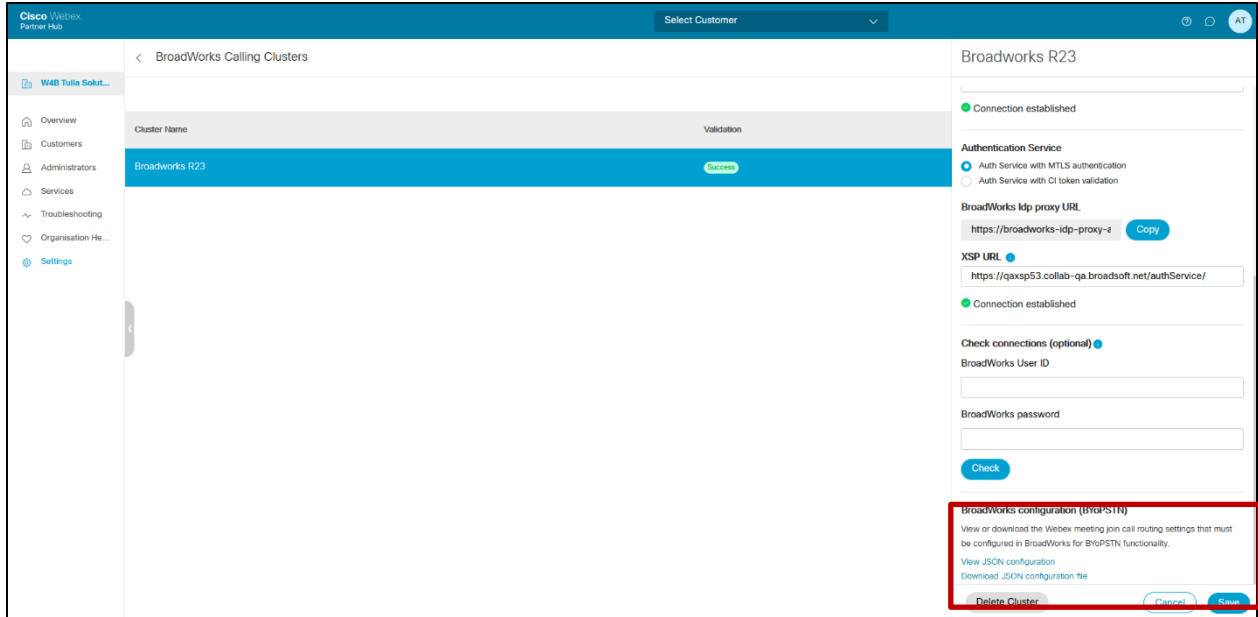 Cisco Webex
Partner Hub
Select Customer
AT
W4B Tulla Solut...
Overview
Customers
Administrators
Services
Troubleshooting
Organisation He...
Settings
BroadWorks Calling Clusters
Cluster Name
Validation
Broadworks R23
Success
Broadworks R23
Connection established
Authentication Service
Auth Service with MTLS authentication
Auth Service with CI token validation
BroadWorks Idp proxy URL
https://broadworks-idp-proxy-a
Copy
XSP URL
https://qaxsp53.collab-qa.broadsoft.net/authService/
Connection established
Check connections (optional)
BroadWorks User ID
BroadWorks password
Check
BroadWorks configuration (BYoPSTN)
View or download the Webex meeting join call routing settings that must
be configured in BroadWorks for BYoPSTN functionality.
View JSON configuration
Download JSON configuration file
Delete Cluster
Cancel
Save